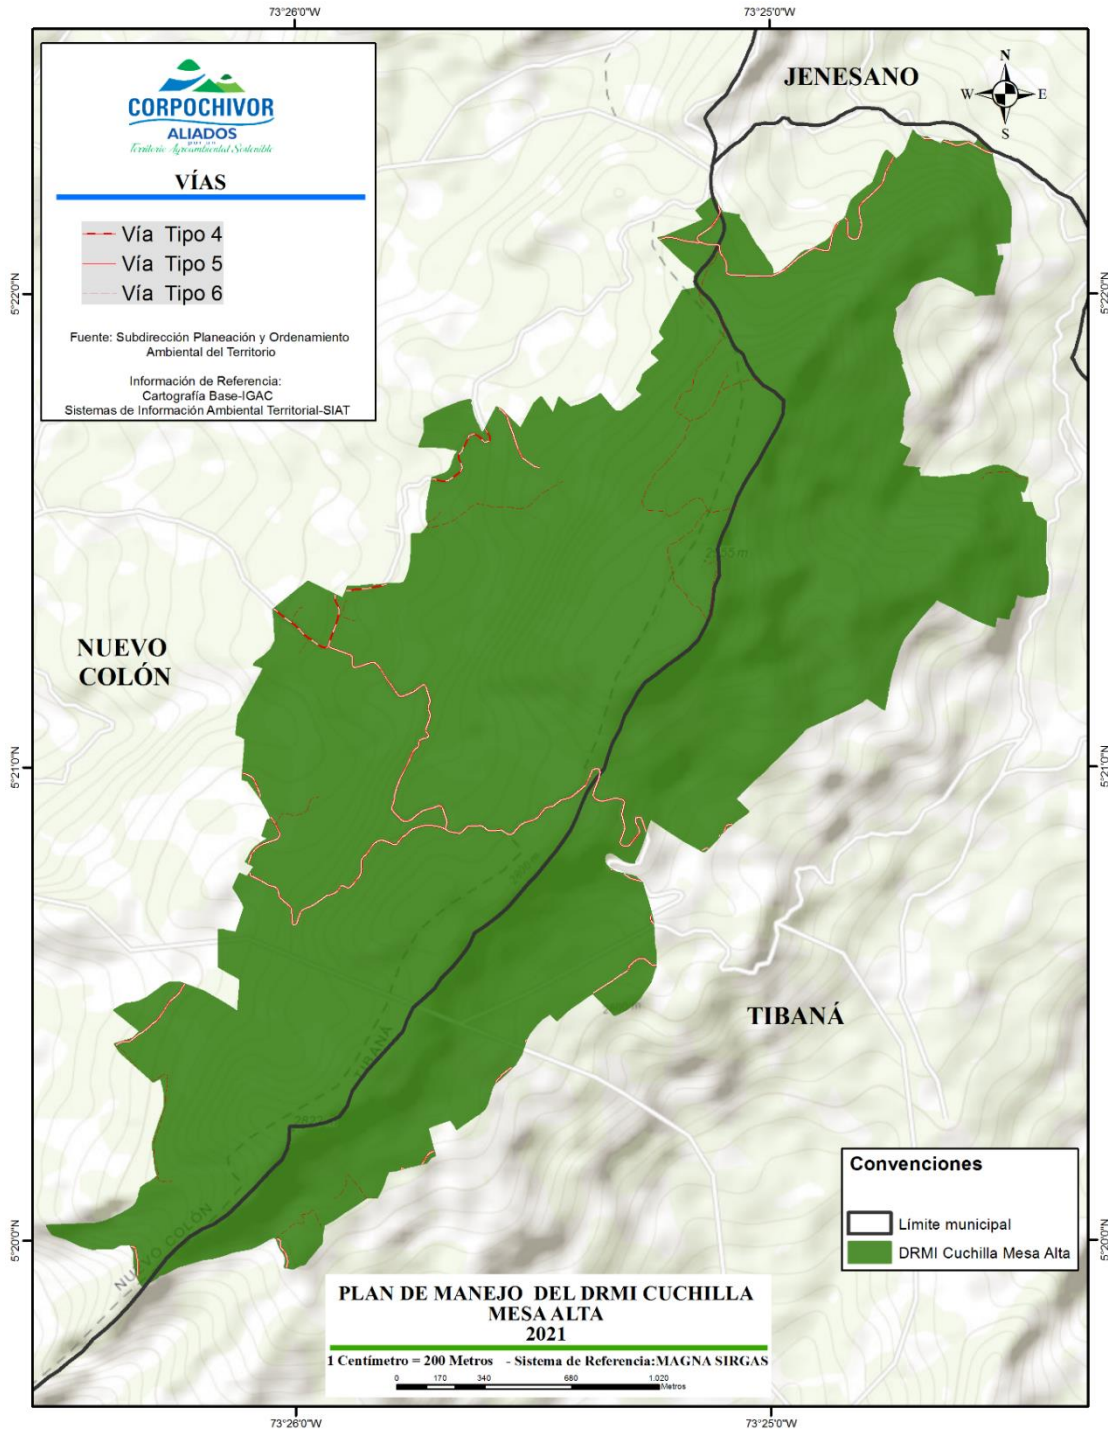 73°26'0"W
73°25'0"W
CORPOCHIVOR
ALIADOS
por un
Territorio Agroambiental Sostenible
VÍAS
Vía Tipo 4
Vía Tipo 5
Vía Tipo 6
Fuente: Subdirección Planeación y Ordenamiento
Ambiental del Territorio
Información de Referencia:
Cartografía Base-IGAC
Sistemas de Información Ambiental Territorial-SIAT
JENESANO
N
W
E
S
5°22'0"N
5°22'0"N
NUEVO
COLÓN
5°21'0"N
5°21'0"N
TIBANÁ
TIBANÁ
NUEVO COLÓN
5°20'0"N
5°20'0"N
Convenciones
Límite municipal
DRMI Cuchilla Mesa Alta
PLAN DE MANEJO DEL DRMI CUCHILLA
MESA ALTA
2021
1 Centímetro = 200 Metros - Sistema de Referencia:MAGNA SIRGAS
0 170 340 680 1.020
Metros
73°26'0"W
73°25'0"W